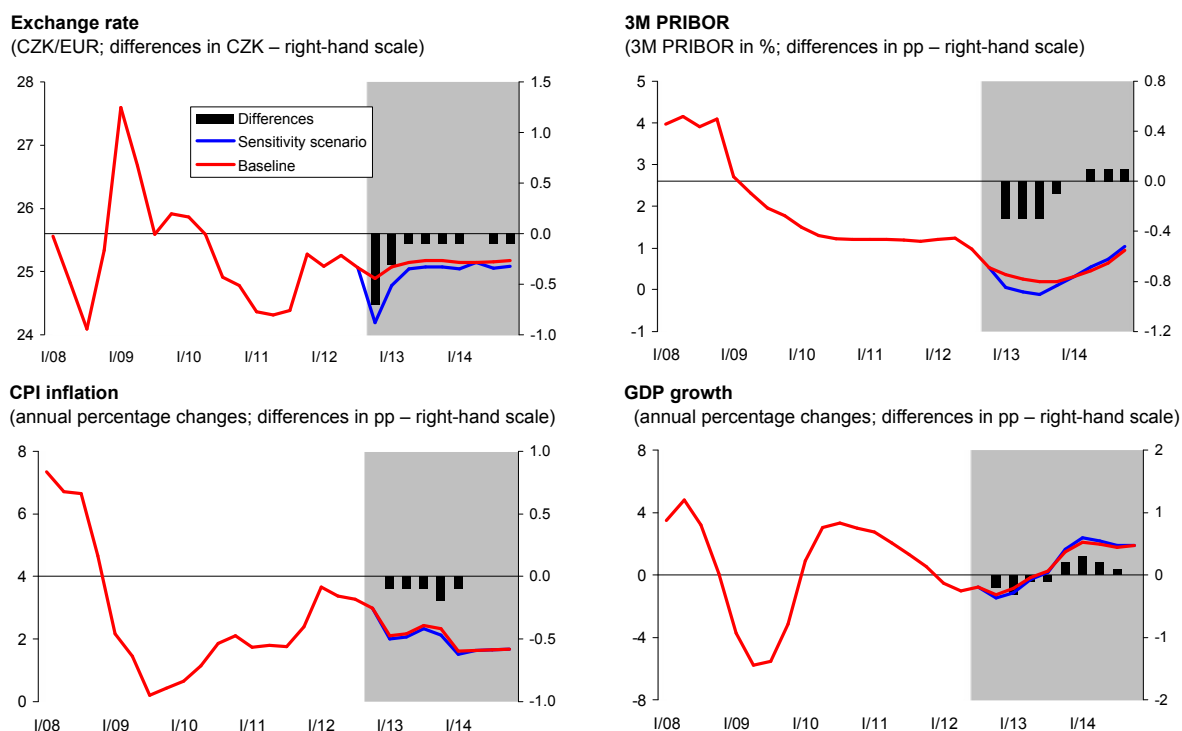 Exchange rate
(CZK/EUR; differences in CZK – right-hand scale)
28
27
26
25
24
1.5
1.0
0.5
0.0
-0.5
-1.0
Differences
Sensitivity scenario
Baseline
I/08
I/09
I/10
I/11
I/12
I/13
I/14
3M PRIBOR
(3M PRIBOR in %; differences in pp – right-hand scale)
5
4
3
2
1
0
-1
0.8
0.4
0.0
-0.4
-0.8
-1.2
I/08
I/09
I/10
I/11
I/12
I/13
I/14
CPI inflation
(annual percentage changes; differences in pp – right-hand scale)
8
6
4
2
0
1.0
0.5
0.0
-0.5
-1.0
I/08
I/09
I/10
I/11
I/12
I/13
I/14
GDP growth
(annual percentage changes; differences in pp – right-hand scale)
8
4
0
-4
-8
2
1
0
-1
-2
I/08
I/09
I/10
I/11
I/12
I/13
I/14